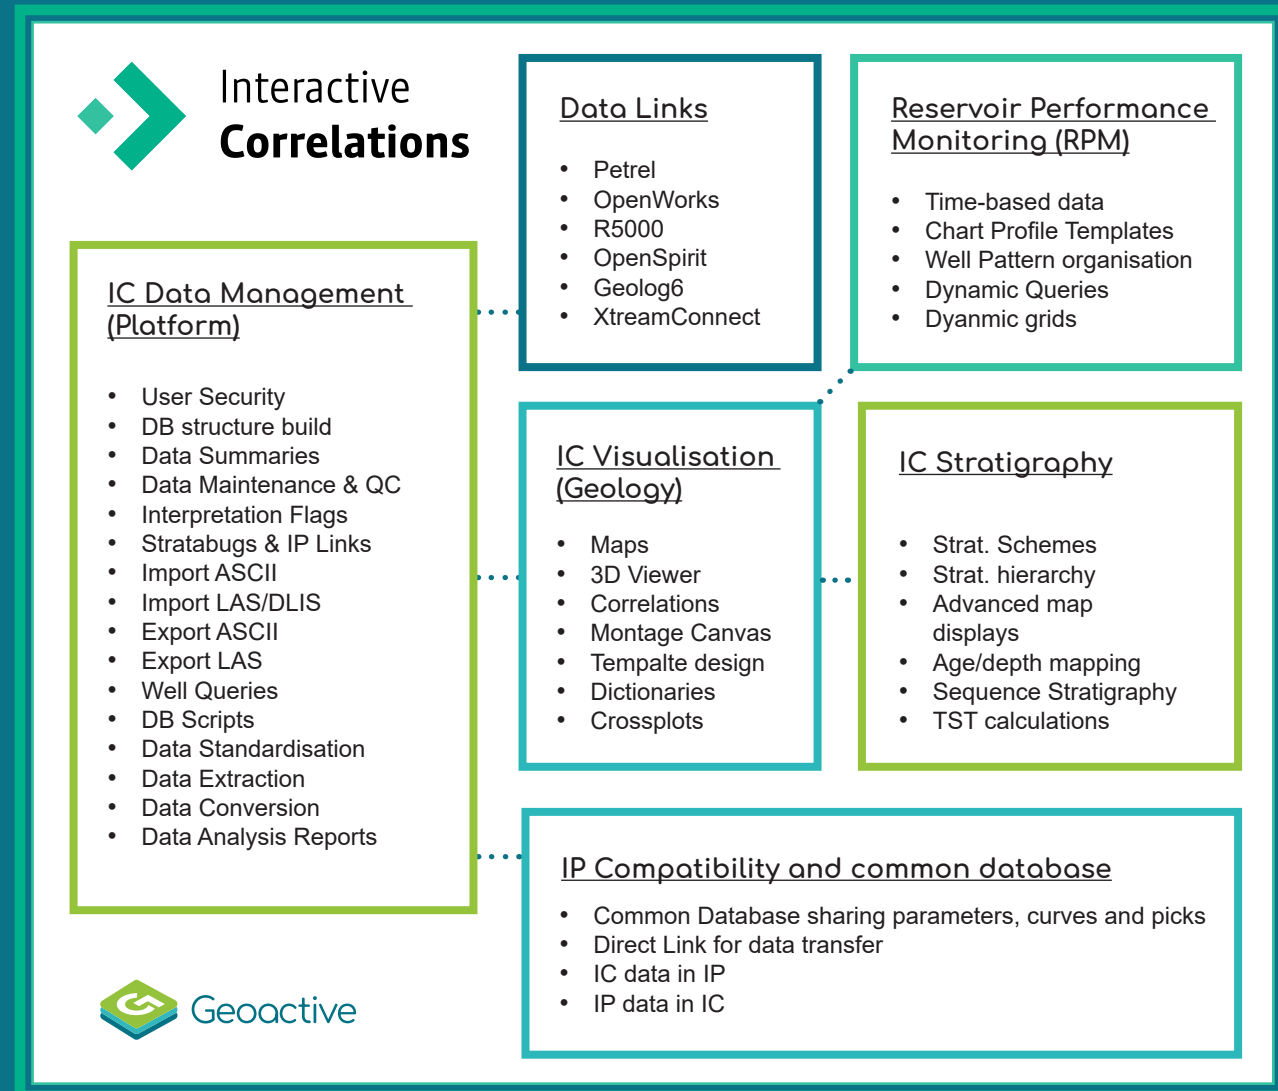 Interactive
Correlations
IC Data Management
(Platform)
• User Security
• DB structure build
• Data Summaries
• Data Maintenance & QC
• Interpretation Flags
• Stratabugs & IP Links
• Import ASCII
• Import LAS/DLIS
• Export ASCII
• Export LAS
• Well Queries
• DB Scripts
• Data Standardisation
• Data Extraction
• Data Conversion
• Data Analysis Reports
Data Links
• Petrel
• OpenWorks
• R5000
• OpenSpirit
• Geolog6
• XtreamConnect
Reservoir Performance
Monitoring (RPM)
• Time-based data
• Chart Profile Templates
• Well Pattern organisation
• Dynamic Queries
• Dyanmic grids
IC Visualisation
(Geology)
• Maps
• 3D Viewer
• Correlations
• Montage Canvas
• Tempalte design
• Dictionaries
• Crossplots
IC Stratigraphy
• Strat. Schemes
• Strat. hierarchy
• Advanced map
displays
• Age/depth mapping
• Sequence Stratigraphy
• TST calculations
IP Compatibility and common database
• Common Database sharing parameters, curves and picks
• Direct Link for data transfer
• IC data in IP
• IP data in IC
Geoactive